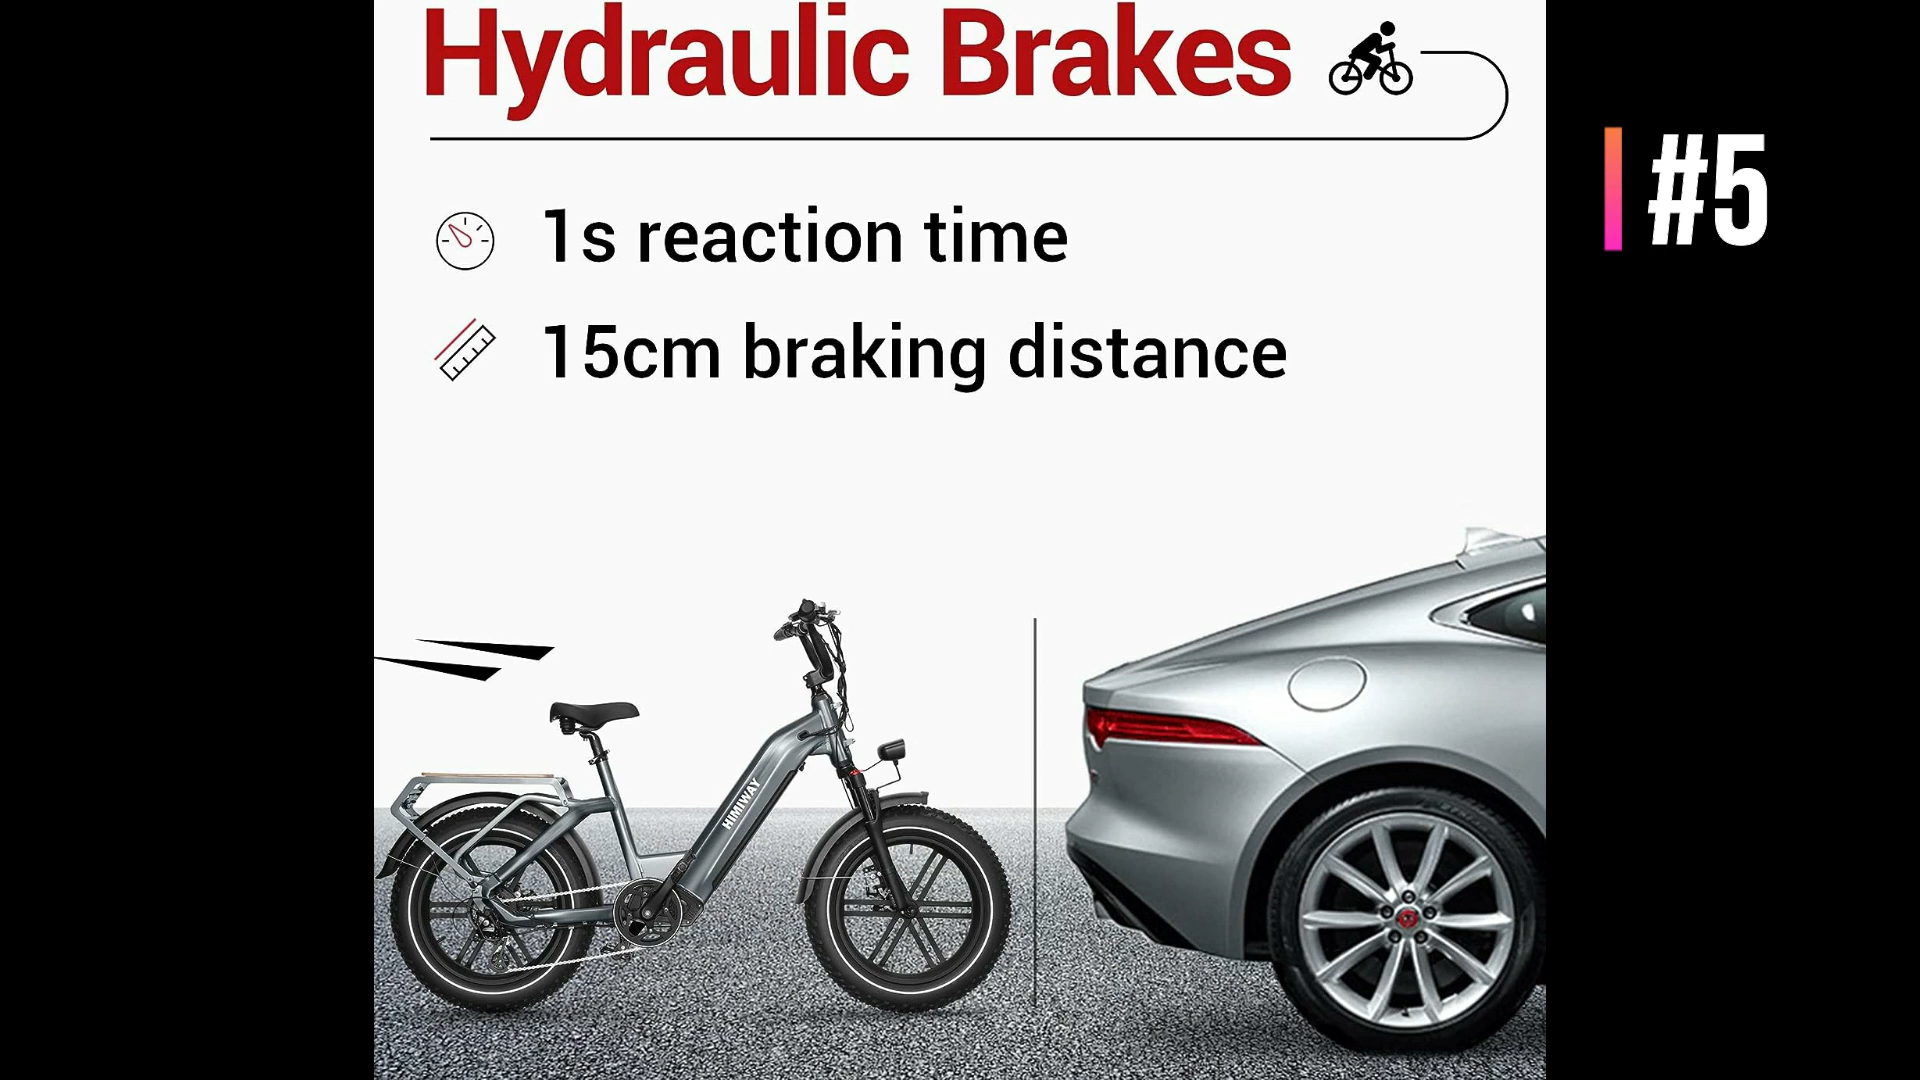 Hydraulic Brakes
#5
1s reaction time
15cm braking distance
HIMIWAY